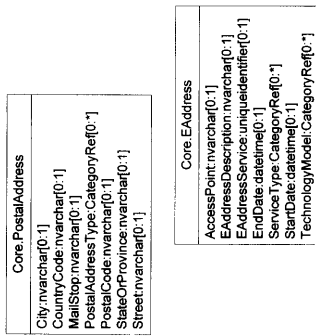 Core.PostalAddress
City:nvarchar[0:1]
CountryCode:nvarchar[0:1]
MailStop:nvarchar[0:1]
PostalAddressType:CategoryRef[0:*]
PostalCode:nvarchar[0:1]
StateOrProvince:nvarchar[0:1]
Street:nvarchar[0:1]
Core.EAddress
AccessPoint:nvarchar[0:1]
EAddressDescription:nvarchar[0:1]
EAddressService:uniqueidentifier[0:1]
EndDate:datetime[0:1]
ServiceType:CategoryRef[0:*]
StartDate:datetime[0:1]
TechnologyModel:CategoryRef[0:*]